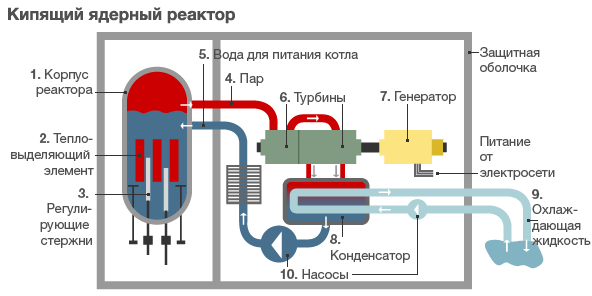 Кипящий ядерный реактор
5. Вода для питания котла
Защитная
оболочка
1. Корпус
реактора
4. Пар
6. Турбины
7. Генератор
2. Тепло-
выделяющий
элемент
Питание
от
электросети
3.
Регули-
рующие
стержни
9.
Охлаж-
дающая
жидкость
8.
Конденсатор
10. Насосы